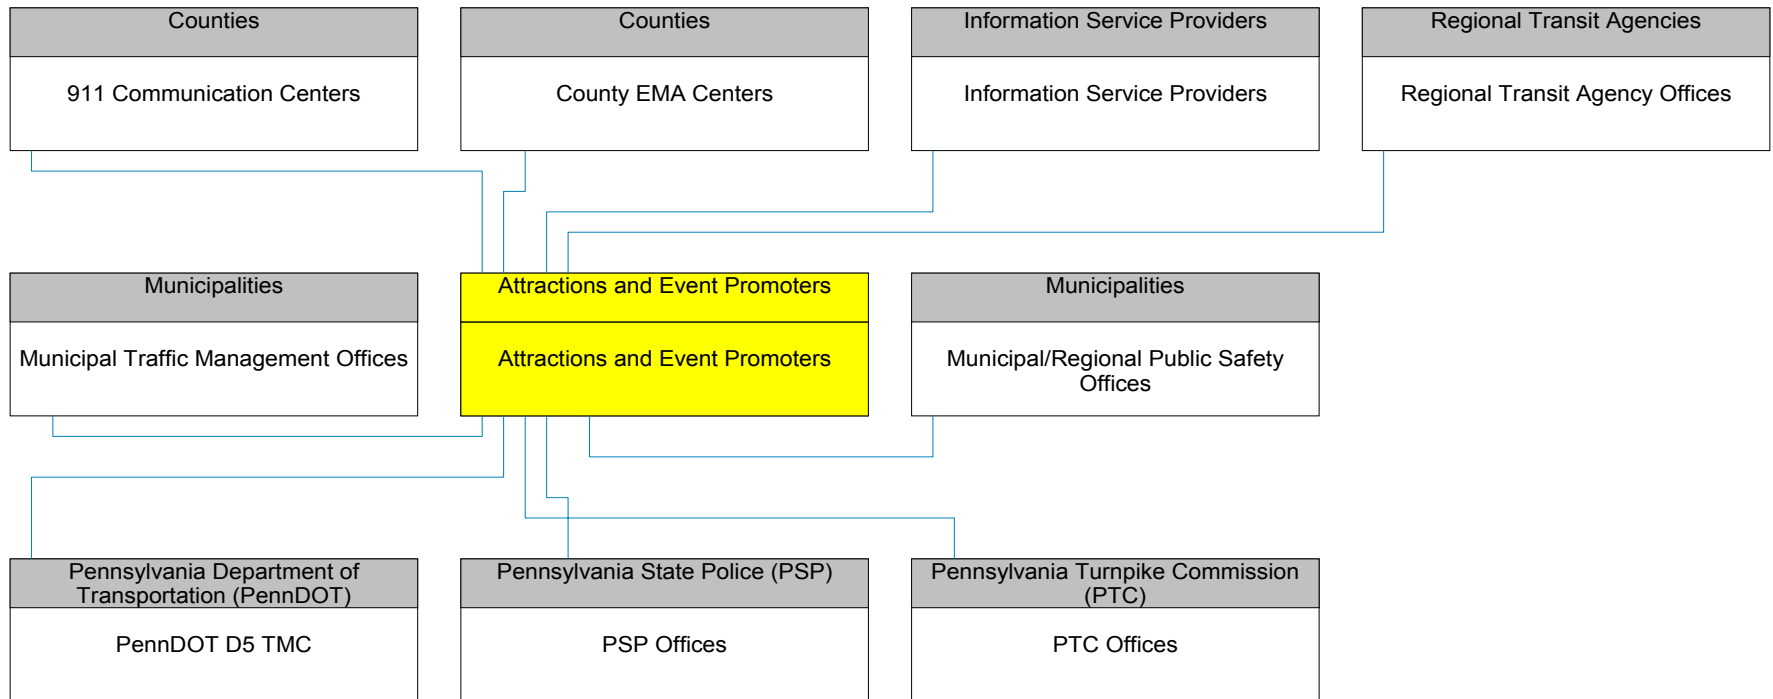 Counties
911 Communication Centers
Counties
County EMA Centers
Information Service Providers
Information Service Providers
Regional Transit Agencies
Regional Transit Agency Offices
Municipalities
Municipal Traffic Management Offices
Attractions and Event Promoters
Attractions and Event Promoters
Municipalities
Municipal/Regional Public Safety
Offices
Pennsylvania Department of
Transportation (PennDOT)
PennDOT D5 TMC
Pennsylvania State Police (PSP)
PSP Offices
Pennsylvania Turnpike Commission
(PTC)
PTC Offices